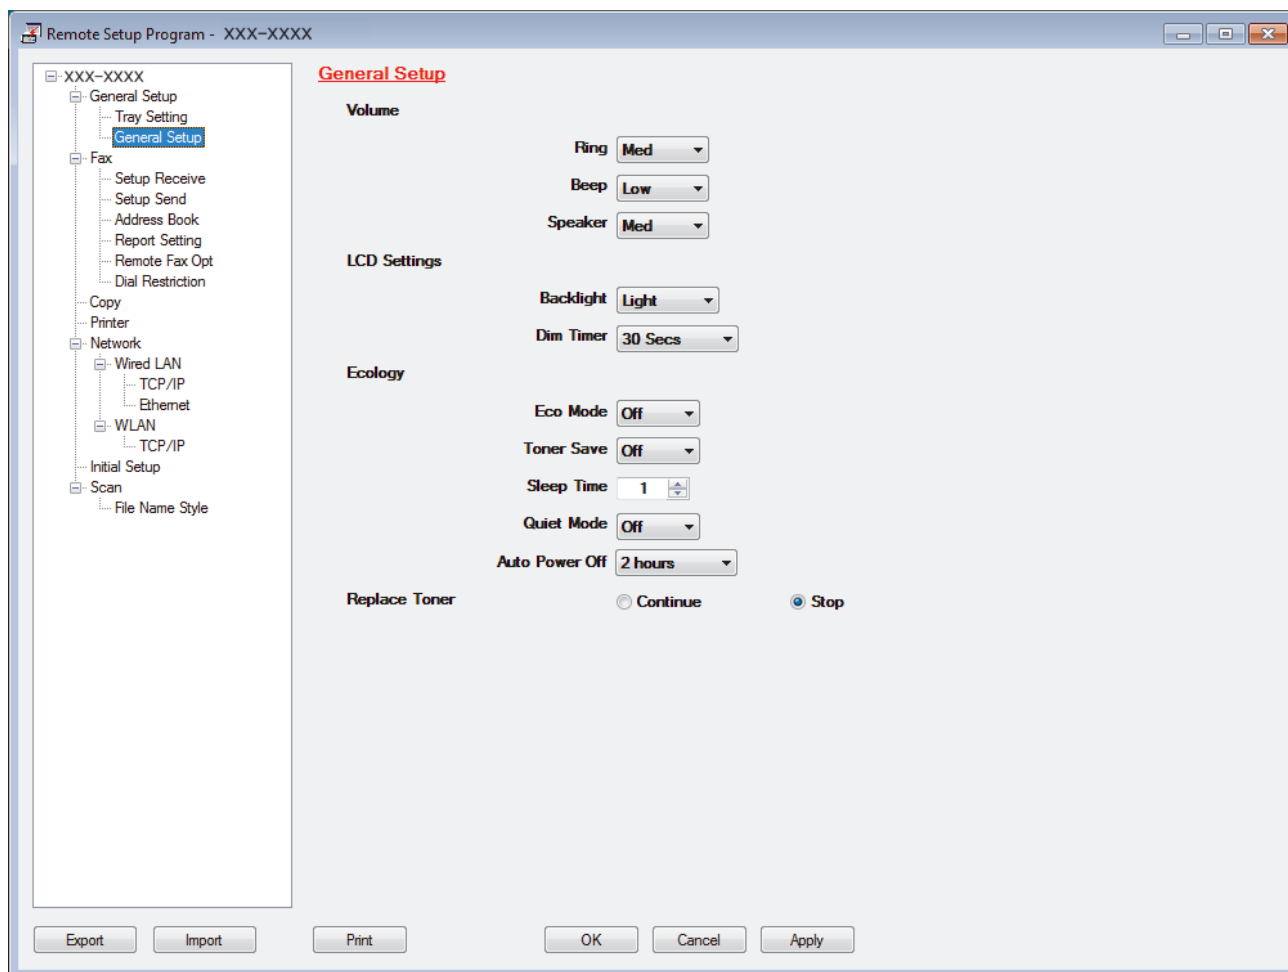 Remote Setup Program - XXX-XXXX
XXX-XXXX
General Setup
Tray Setting
General Setup
Fax
Setup Receive
Setup Send
Address Book
Report Setting
Remote Fax Opt
Dial Restriction
Copy
Printer
Network
Wired LAN
TCP/IP
Ethernet
WLAN
TCP/IP
Initial Setup
Scan
File Name Style
General Setup
Volume
Ring Med
Beep Low
Speaker Med
LCD Settings
Backlight Light
Dim Timer 30 Secs
Ecology
Eco Mode Off
Toner Save Off
Sleep Time 1
Quiet Mode Off
Auto Power Off 2 hours
Replace Toner Continue Stop
Export Import Print OK Cancel Apply